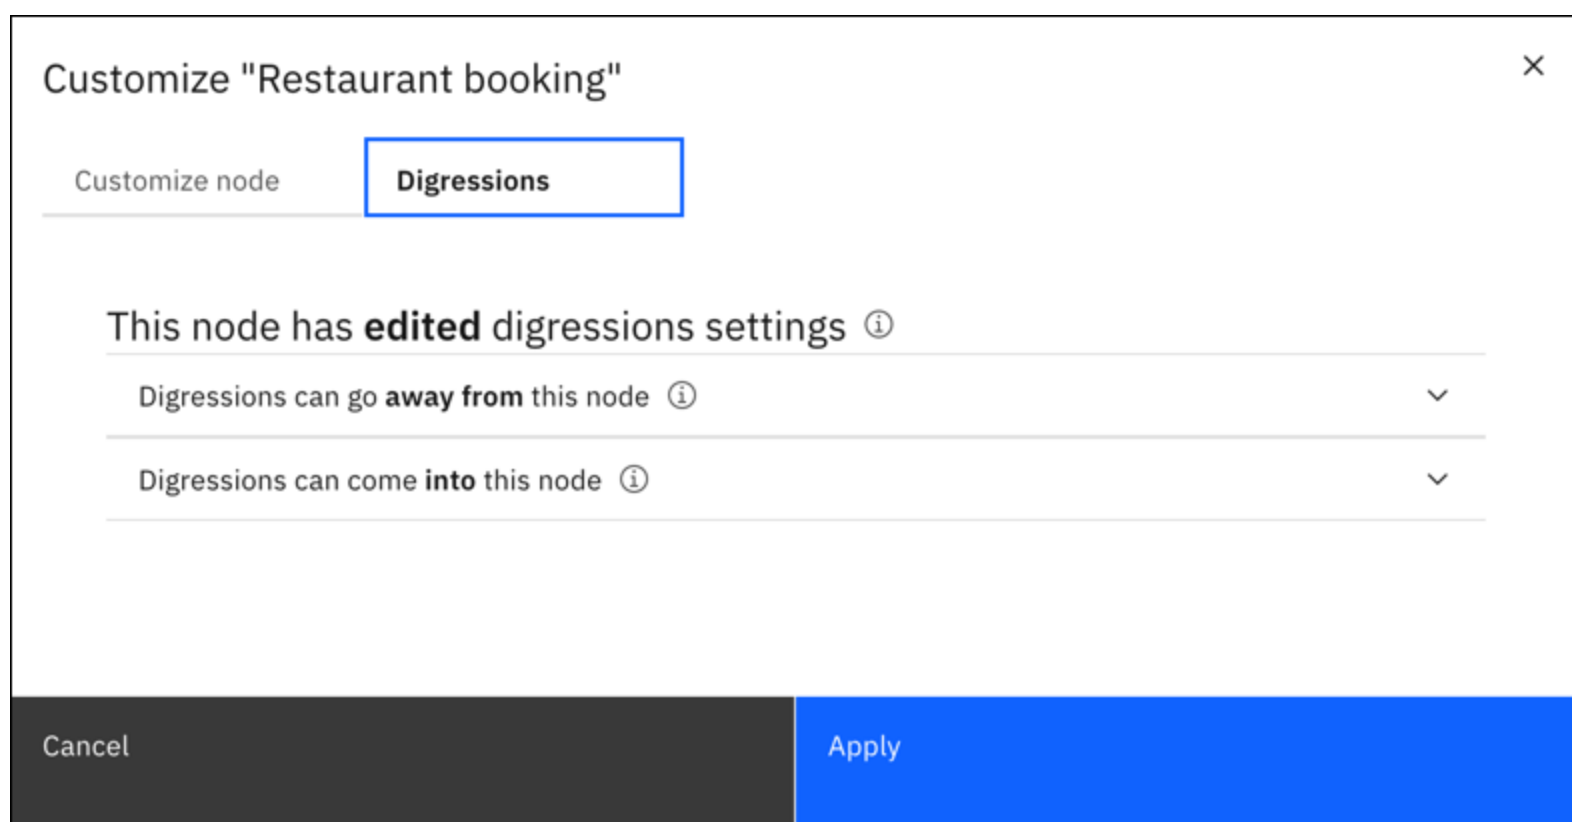 Customize "Restaurant booking"
Customize node
Digressions
This node has edited digressions settings
Digressions can go away from this node
Digressions can come into this node
Cancel
Apply